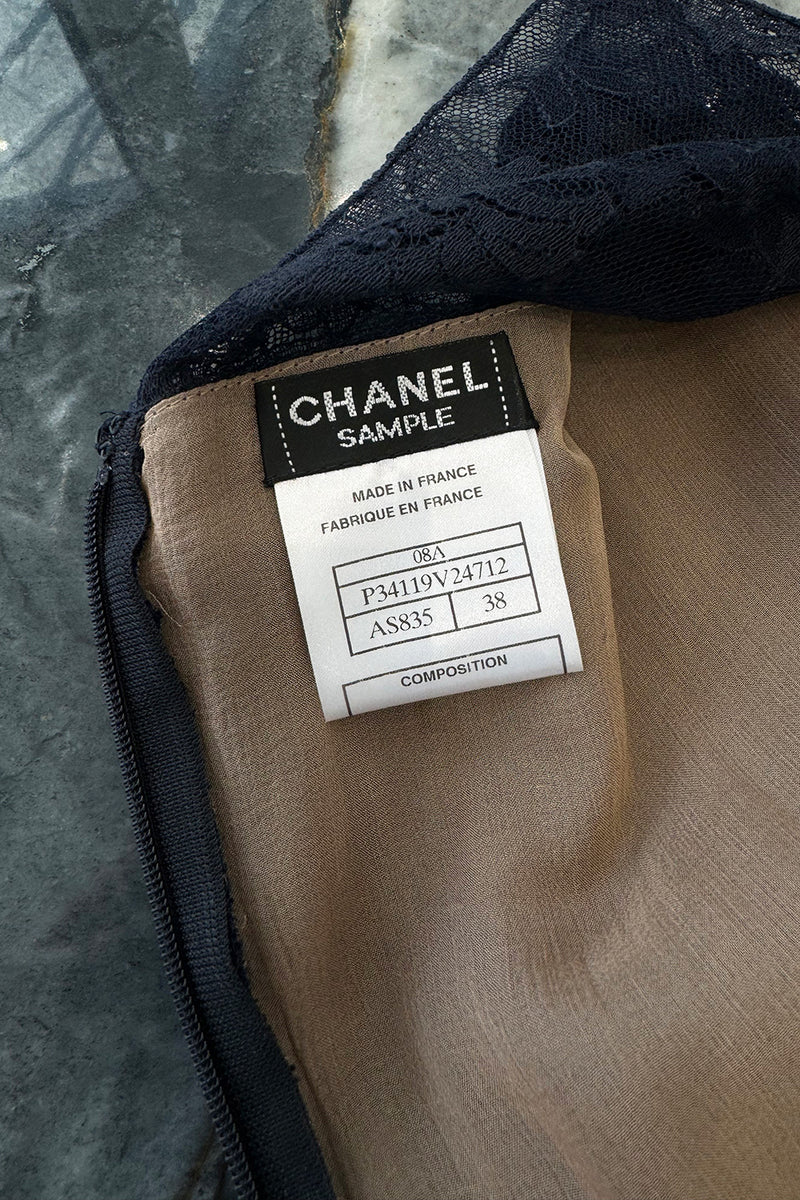 CHANEL
SAMPLE
MADE IN FRANCE
FABRIQUE EN FRANCE
08A
P34119V24712
AS835 38
COMPOSITION